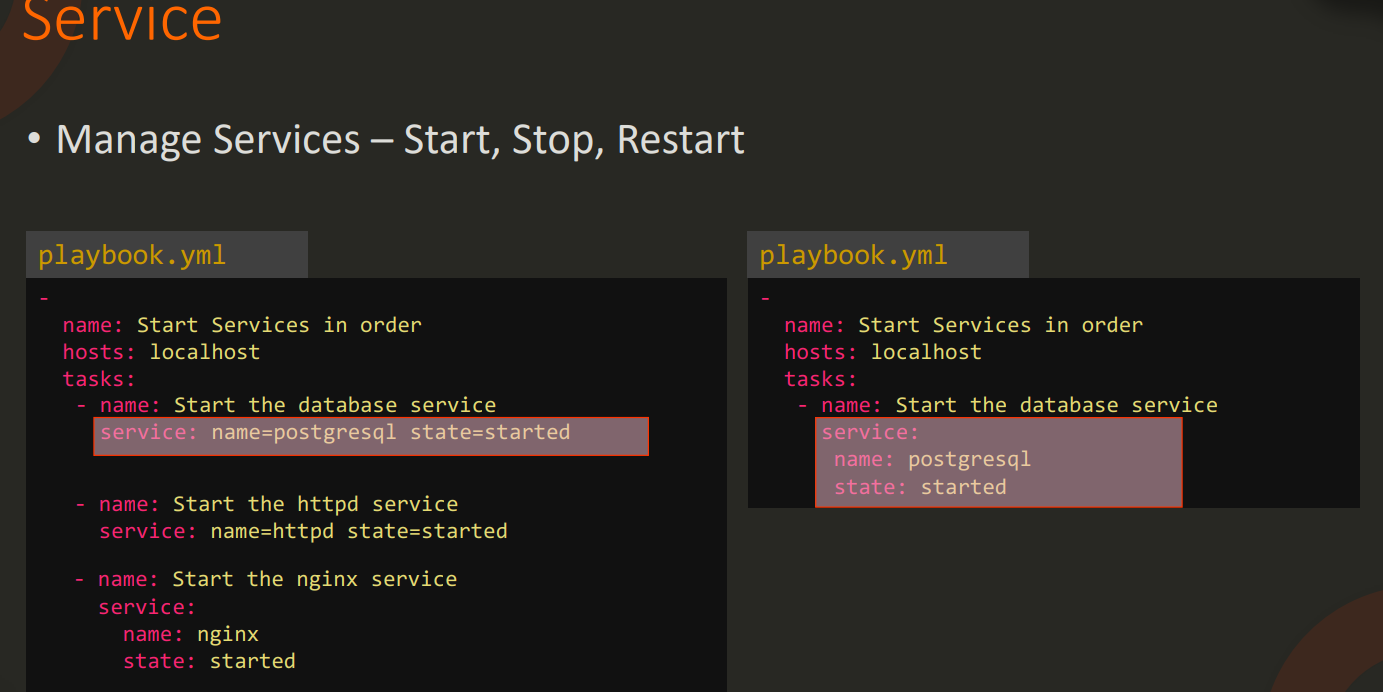 Service
• Manage Services – Start, Stop, Restart
playbook.yml
-
name: Start Services in order
hosts: localhost
tasks:
- name: Start the database service
service: name=postgresql state=started
- name: Start the httpd service
service: name=httpd state=started
- name: Start the nginx service
service:
name: nginx
state: started
playbook.yml
-
name: Start Services in order
hosts: localhost
tasks:
- name: Start the database service
service:
name: postgresql
state: started